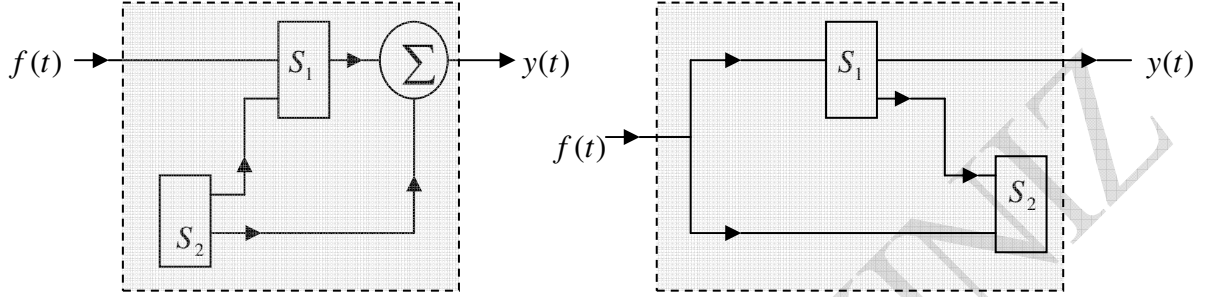 f(t)
S₁
∑
y(t)
S₂
f(t)
S₁
y(t)
S₂